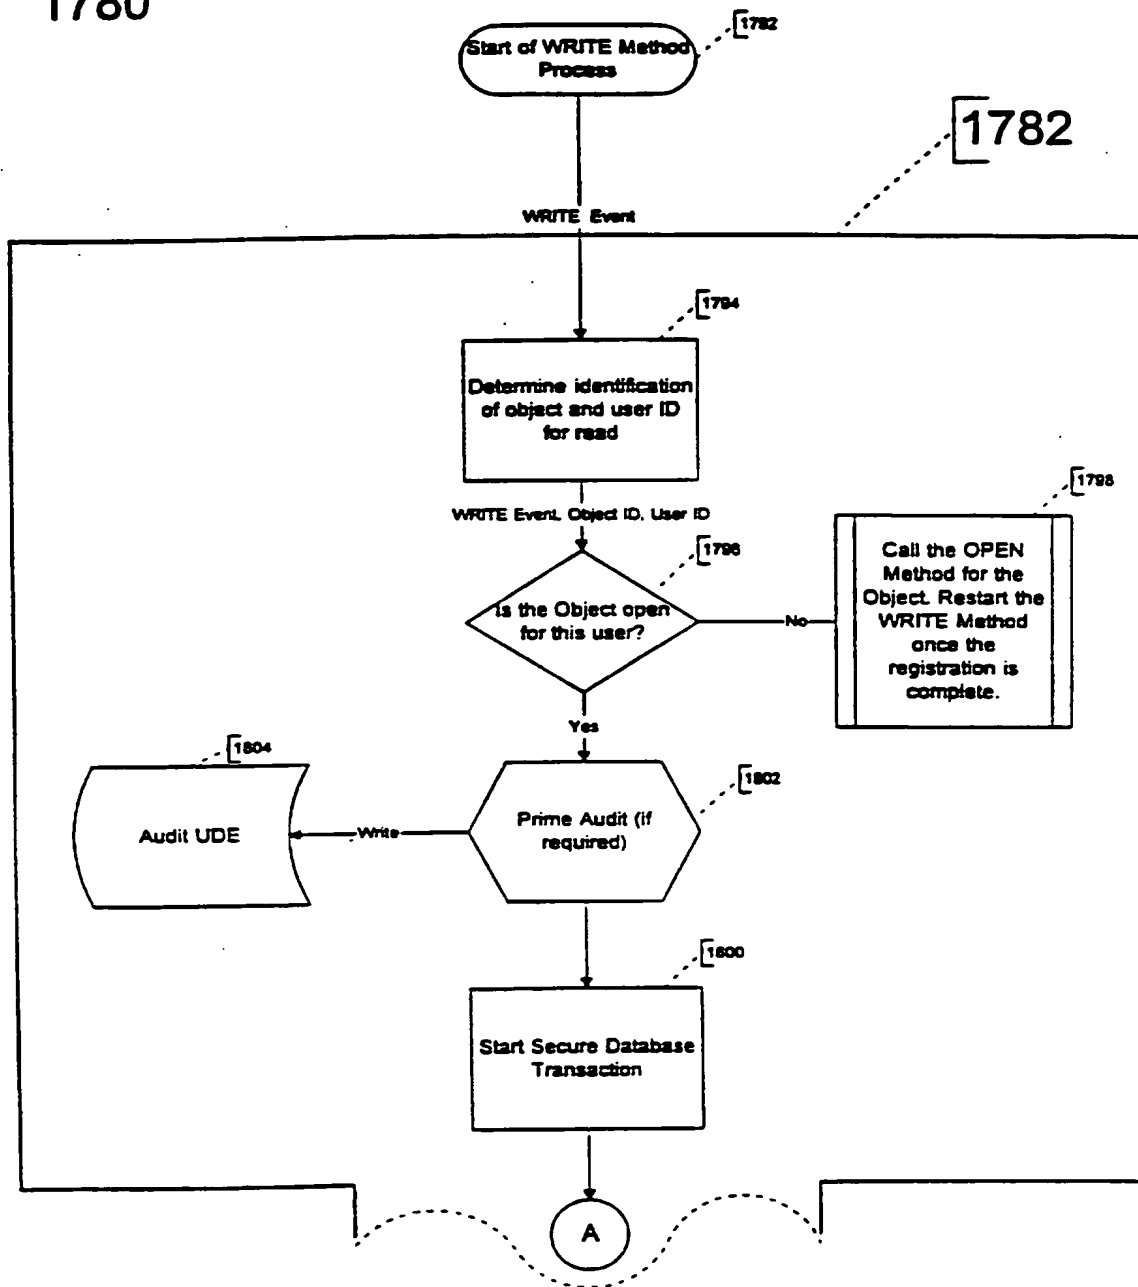 1780
1792
Start of WRITE Method
Process
1782
WRITE Event
1794
Determine identification
of object and user ID
for read
WRITE Event, Object ID, User ID
1796
1798
Is the Object open
for this user?
No
Call the OPEN
Method for the
Object. Restart the
WRITE Method
once the
registration is
complete.
Yes
1804
1802
Audit UDE
Write
Prime Audit (if
required)
1800
Start Secure Database
Transaction
A